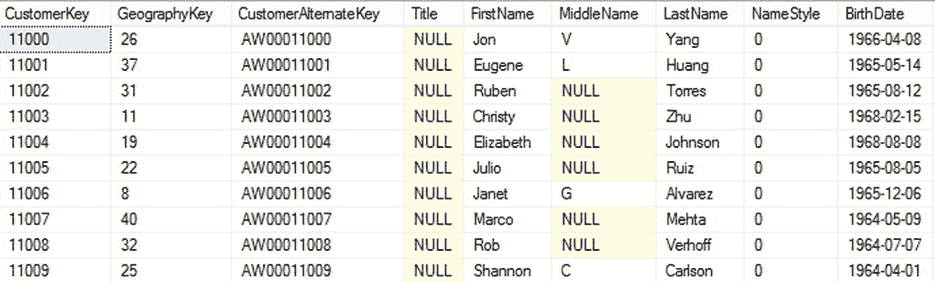 CustomerKey GeographyKey CustomerAlternateKey Title FirstName MiddleName LastName NameStyle BirthDate
11000 26 AW00011000 NULL Jon V Yang 0 1966-04-08
11001 37 AW00011001 NULL Eugene L Huang 0 1965-05-14
11002 31 AW00011002 NULL Ruben NULL Torres 0 1965-08-12
11003 11 AW00011003 NULL Christy NULL Zhu 0 1968-02-15
11004 19 AW00011004 NULL Elizabeth NULL Johnson 0 1968-08-08
11005 22 AW00011005 NULL Julio NULL Ruiz 0 1965-08-05
11006 8 AW00011006 NULL Janet G Alvarez 0 1965-12-06
11007 40 AW00011007 NULL Marco NULL Mehta 0 1964-05-09
11008 32 AW00011008 NULL Rob NULL Verhoff 0 1964-07-07
11009 25 AW00011009 NULL Shannon C Carlson 0 1964-04-01